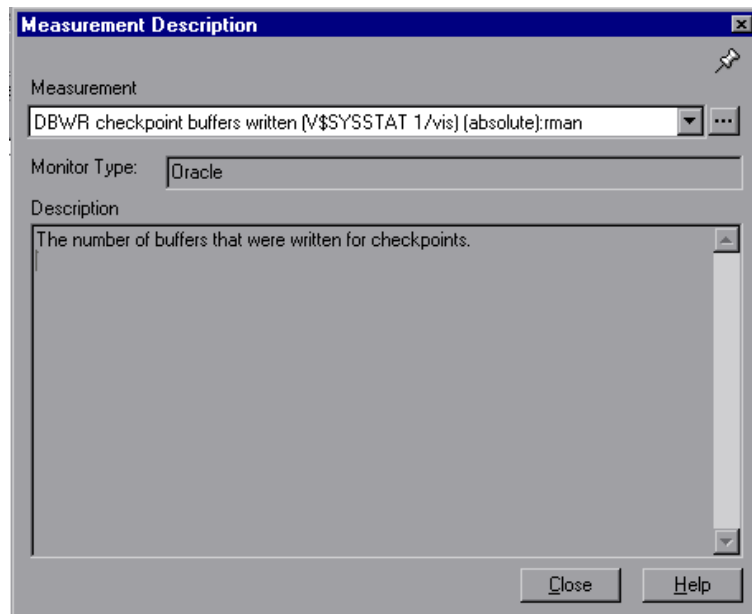 Measurement Description
Measurement
DBWR checkpoint buffers written (V$SYSSTAT 1/vis) (absolute):rman
...
Monitor Type:
Oracle
Description
The number of buffers that were written for checkpoints.
Close
Help